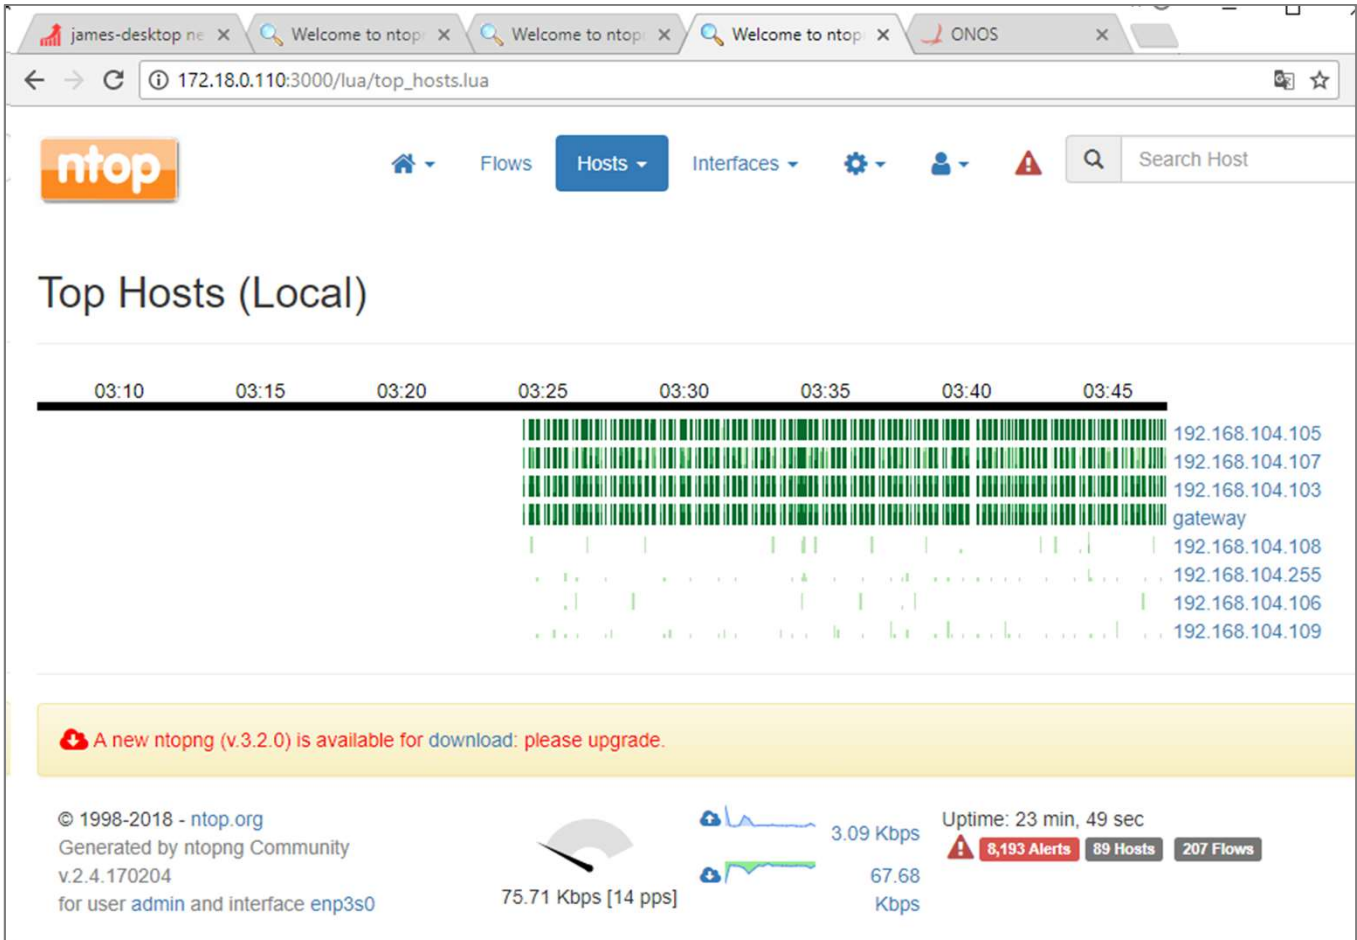 james-desktop ne
Welcome to ntop
Welcome to ntop
Welcome to ntop
ONOS
172.18.0.110:3000/lua/top_hosts.lua
ntop
Flows
Hosts
Interfaces
Search Host
Top Hosts (Local)
03:10 03:15 03:20 03:25 03:30 03:35 03:40 03:45
192.168.104.105
192.168.104.107
192.168.104.103
gateway
192.168.104.108
192.168.104.255
192.168.104.106
192.168.104.109
A new ntopng (v.3.2.0) is available for download: please upgrade.
© 1998-2018 - ntop.org
Generated by ntopng Community
v.2.4.170204
for user admin and interface enp3s0
75.71 Kbps [14 pps]
3.09 Kbps
67.68
Kbps
Uptime: 23 min, 49 sec
8,193 Alerts 89 Hosts 207 Flows